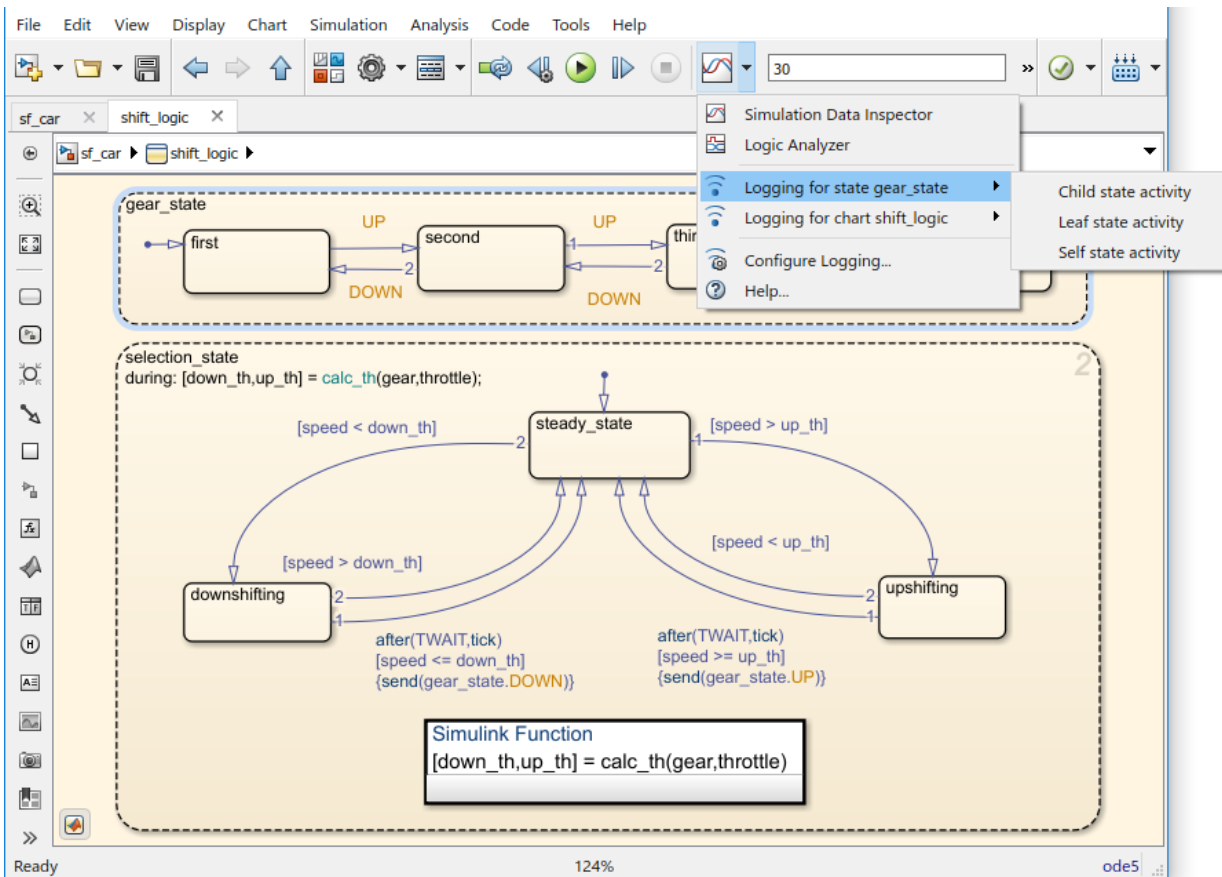 File Edit View Display Chart Simulation Analysis Code Tools Help
30
sf_car shift_logic
sf_car shift_logic
Simulation Data Inspector
Logic Analyzer
Logging for state gear_state
Logging for chart shift_logic
Configure Logging...
Help...
Child state activity
Leaf state activity
Self state activity
gear_state
UP UP
first second
1
2 2
DOWN DOWN
selection_state 2
during: [down_th,up_th] = calc_th(gear,throttle);
steady_state
[speed < down_th] [speed > up_th]
2 1
[speed < up_th]
[speed > down_th]
downshifting upshifting
2 2
1 1
after(TWAIT,tick)
[speed <= down_th]
{send(gear_state.DOWN)}
after(TWAIT,tick)
[speed >= up_th]
{send(gear_state.UP)}
Simulink Function
[down_th,up_th] = calc_th(gear,throttle)
Ready 124% ode5